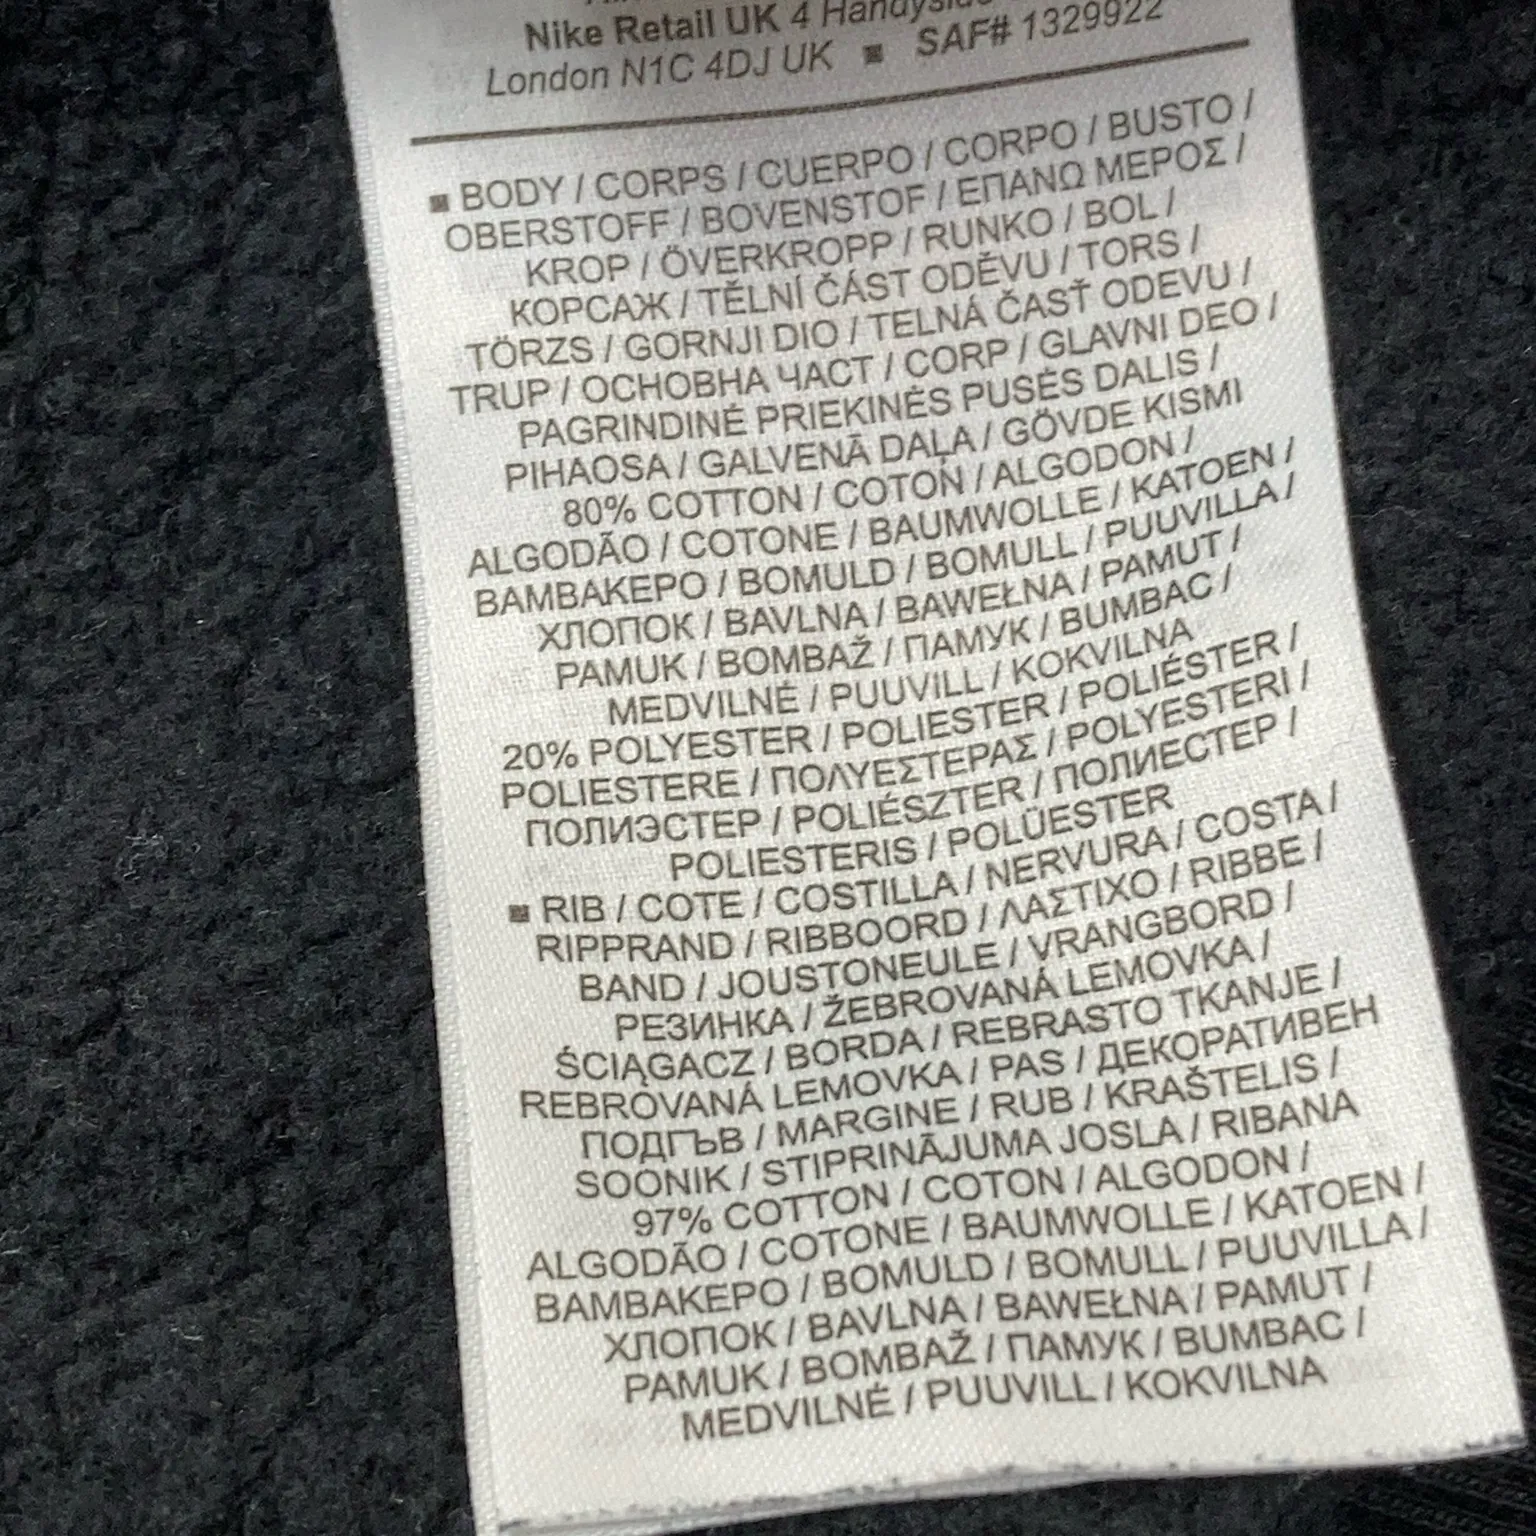 Nike Retail UK 4
London N1C 4DJ UK ■ SAF# 1329922
■ BODY / CORPS / CUERPO / CORPO / BUSTO /
OBERSTOFF / BOVENSTOF / ΕΠΑΝΩ ΜΕΡΟΣ /
KROP / ÖVERKROPP / RUNKO / BOL /
КОРСАЖ / TĚLNÍ ČÁST ODĚVU / TORS /
TÖRZS / GORNJI DIO / TELNÁ ČASŤ ODEVU /
TRUP / ОСНОВНА ЧАСТ / CORP / GLAVNI DEO /
PAGRINDINĖ PRIEKINĖS PUSĖS DALIS /
PIHAOSA / GALVENĀ DAĻA / GÖVDE KISMI
80% COTTON / COTON / ALGODON /
ALGODÃO / COTONE / BAUMWOLLE / KATOEN /
ΒΑΜΒΑΚΕΡΟ / BOMULD / BOMULL / PUUVILLA /
ХЛОПОК / BAVLNA / BAWEŁNA / PAMUT /
PAMUK / BOMBAŽ / ПАМУК / BUMBAC /
MEDVILNĖ / PUUVILL / KOKVILNA
20% POLYESTER / POLIESTER / POLIÉSTER /
POLIESTERE / ΠΟΛΥΕΣΤΕΡΑΣ / POLYESTERI /
ПОЛИЭСТЕР / POLIÉSZTER / ПОЛИЕСТЕР /
POLIESTERIS / POLÜESTER
■ RIB / COTE / COSTILLA / NERVURA / COSTA /
RIPPRAND / RIBBOORD / ΛΑΣΤΙΧΟ / RIBBE /
BAND / JOUSTONEULE / VRANGBORD /
РЕЗИНКА / ŽEBROVANÁ LEMOVKA /
ŚCIĄGACZ / BORDA / REBRASTO TKANJE /
REBROVANÁ LEMOVKA / PAS / ДЕКОРАТИВЕН
ПОДГЪВ / MARGINE / RUB / KRAŠTELIS /
SOONIK / STIPRINĀJUMA JOSLA / RIBANA
97% COTTON / COTON / ALGODON /
ALGODÃO / COTONE / BAUMWOLLE / KATOEN /
ΒΑΜΒΑΚΕΡΟ / BOMULD / BOMULL / PUUVILLA /
ХЛОПОК / BAVLNA / BAWEŁNA / PAMUT /
PAMUK / BOMBAŽ / ПАМУК / BUMBAC /
MEDVILNĖ / PUUVILL / KOKVILNA